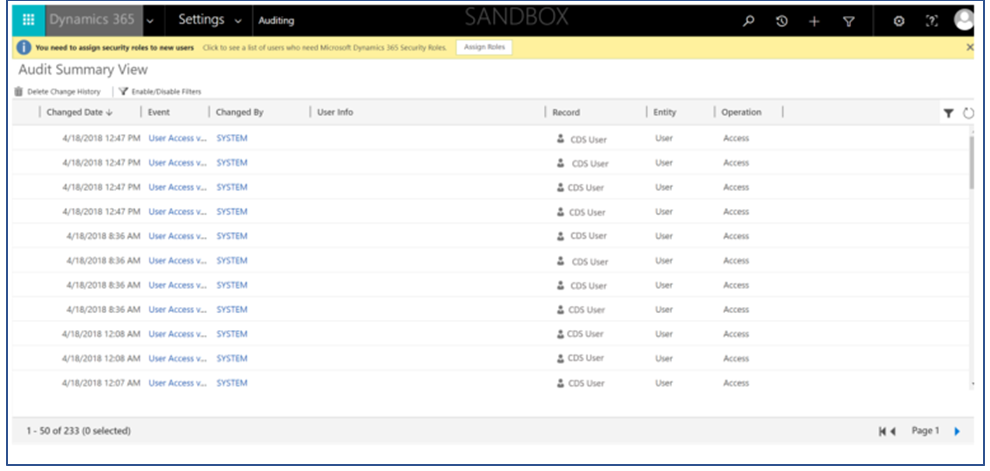 Dynamics 365 Settings Auditing SANDBOX
You need to assign security roles to new users Click to see a list of users who need Microsoft Dynamics 365 Security Roles. Assign Roles
Audit Summary View
Delete Change History Enable/Disable Filters
Changed Date ↓ Event Changed By User Info Record Entity Operation
4/18/2018 12:47 PM User Access v... SYSTEM CDS User User Access
4/18/2018 12:47 PM User Access v... SYSTEM CDS User User Access
4/18/2018 12:47 PM User Access v... SYSTEM CDS User User Access
4/18/2018 12:47 PM User Access v... SYSTEM CDS User User Access
4/18/2018 8:36 AM User Access v... SYSTEM CDS User User Access
4/18/2018 8:36 AM User Access v... SYSTEM CDS User User Access
4/18/2018 8:36 AM User Access v... SYSTEM CDS User User Access
4/18/2018 8:36 AM User Access v... SYSTEM CDS User User Access
4/18/2018 12:08 AM User Access v... SYSTEM CDS User User Access
4/18/2018 12:08 AM User Access v... SYSTEM CDS User User Access
4/18/2018 12:07 AM User Access v... SYSTEM CDS User User Access
1 - 50 of 233 (0 selected) Page 1